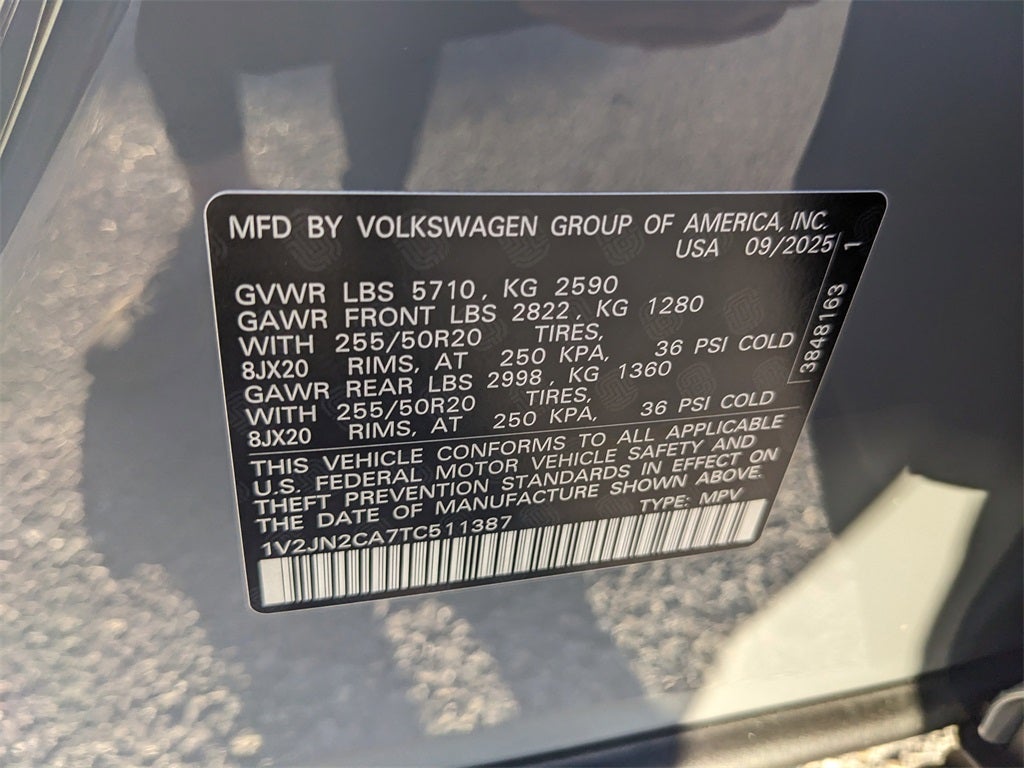 MFD BY VOLKSWAGEN GROUP OF AMERICA, INC.
USA 09/2025
GVWR LBS 5710, KG 2590
GAWR FRONT LBS 2822, KG 1280
WITH 255/50R20 TIRES,
8JX20 RIMS, AT 250 KPA, 36 PSI COLD
GAWR REAR LBS 2998, KG 1360
WITH 255/50R20 TIRES,
8JX20 RIMS, AT 250 KPA, 36 PSI COLD
THIS VEHICLE CONFORMS TO ALL APPLICABLE
U.S. FEDERAL MOTOR VEHICLE SAFETY AND
THEFT PREVENTION STANDARDS IN EFFECT ON
THE DATE OF MANUFACTURE SHOWN ABOVE.
1V2JN2CA7TC511387 TYPE: MPV
3848163 1